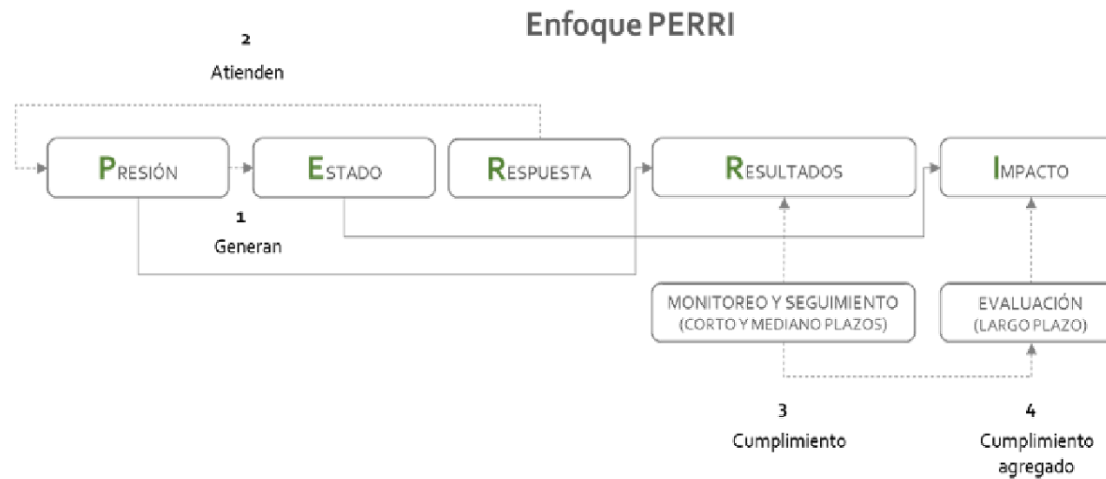 Enfoque PERRI
2
Atienden
PRESIÓN
ESTADO
RESPUESTA
RESULTADOS
IMPACTO
1
Generan
MONITOREO Y SEGUIMIENTO
(CORTO Y MEDIANO PLAZOS)
EVALUACIÓN
(LARGO PLAZO)
3
Cumplimiento
4
Cumplimiento
agregado